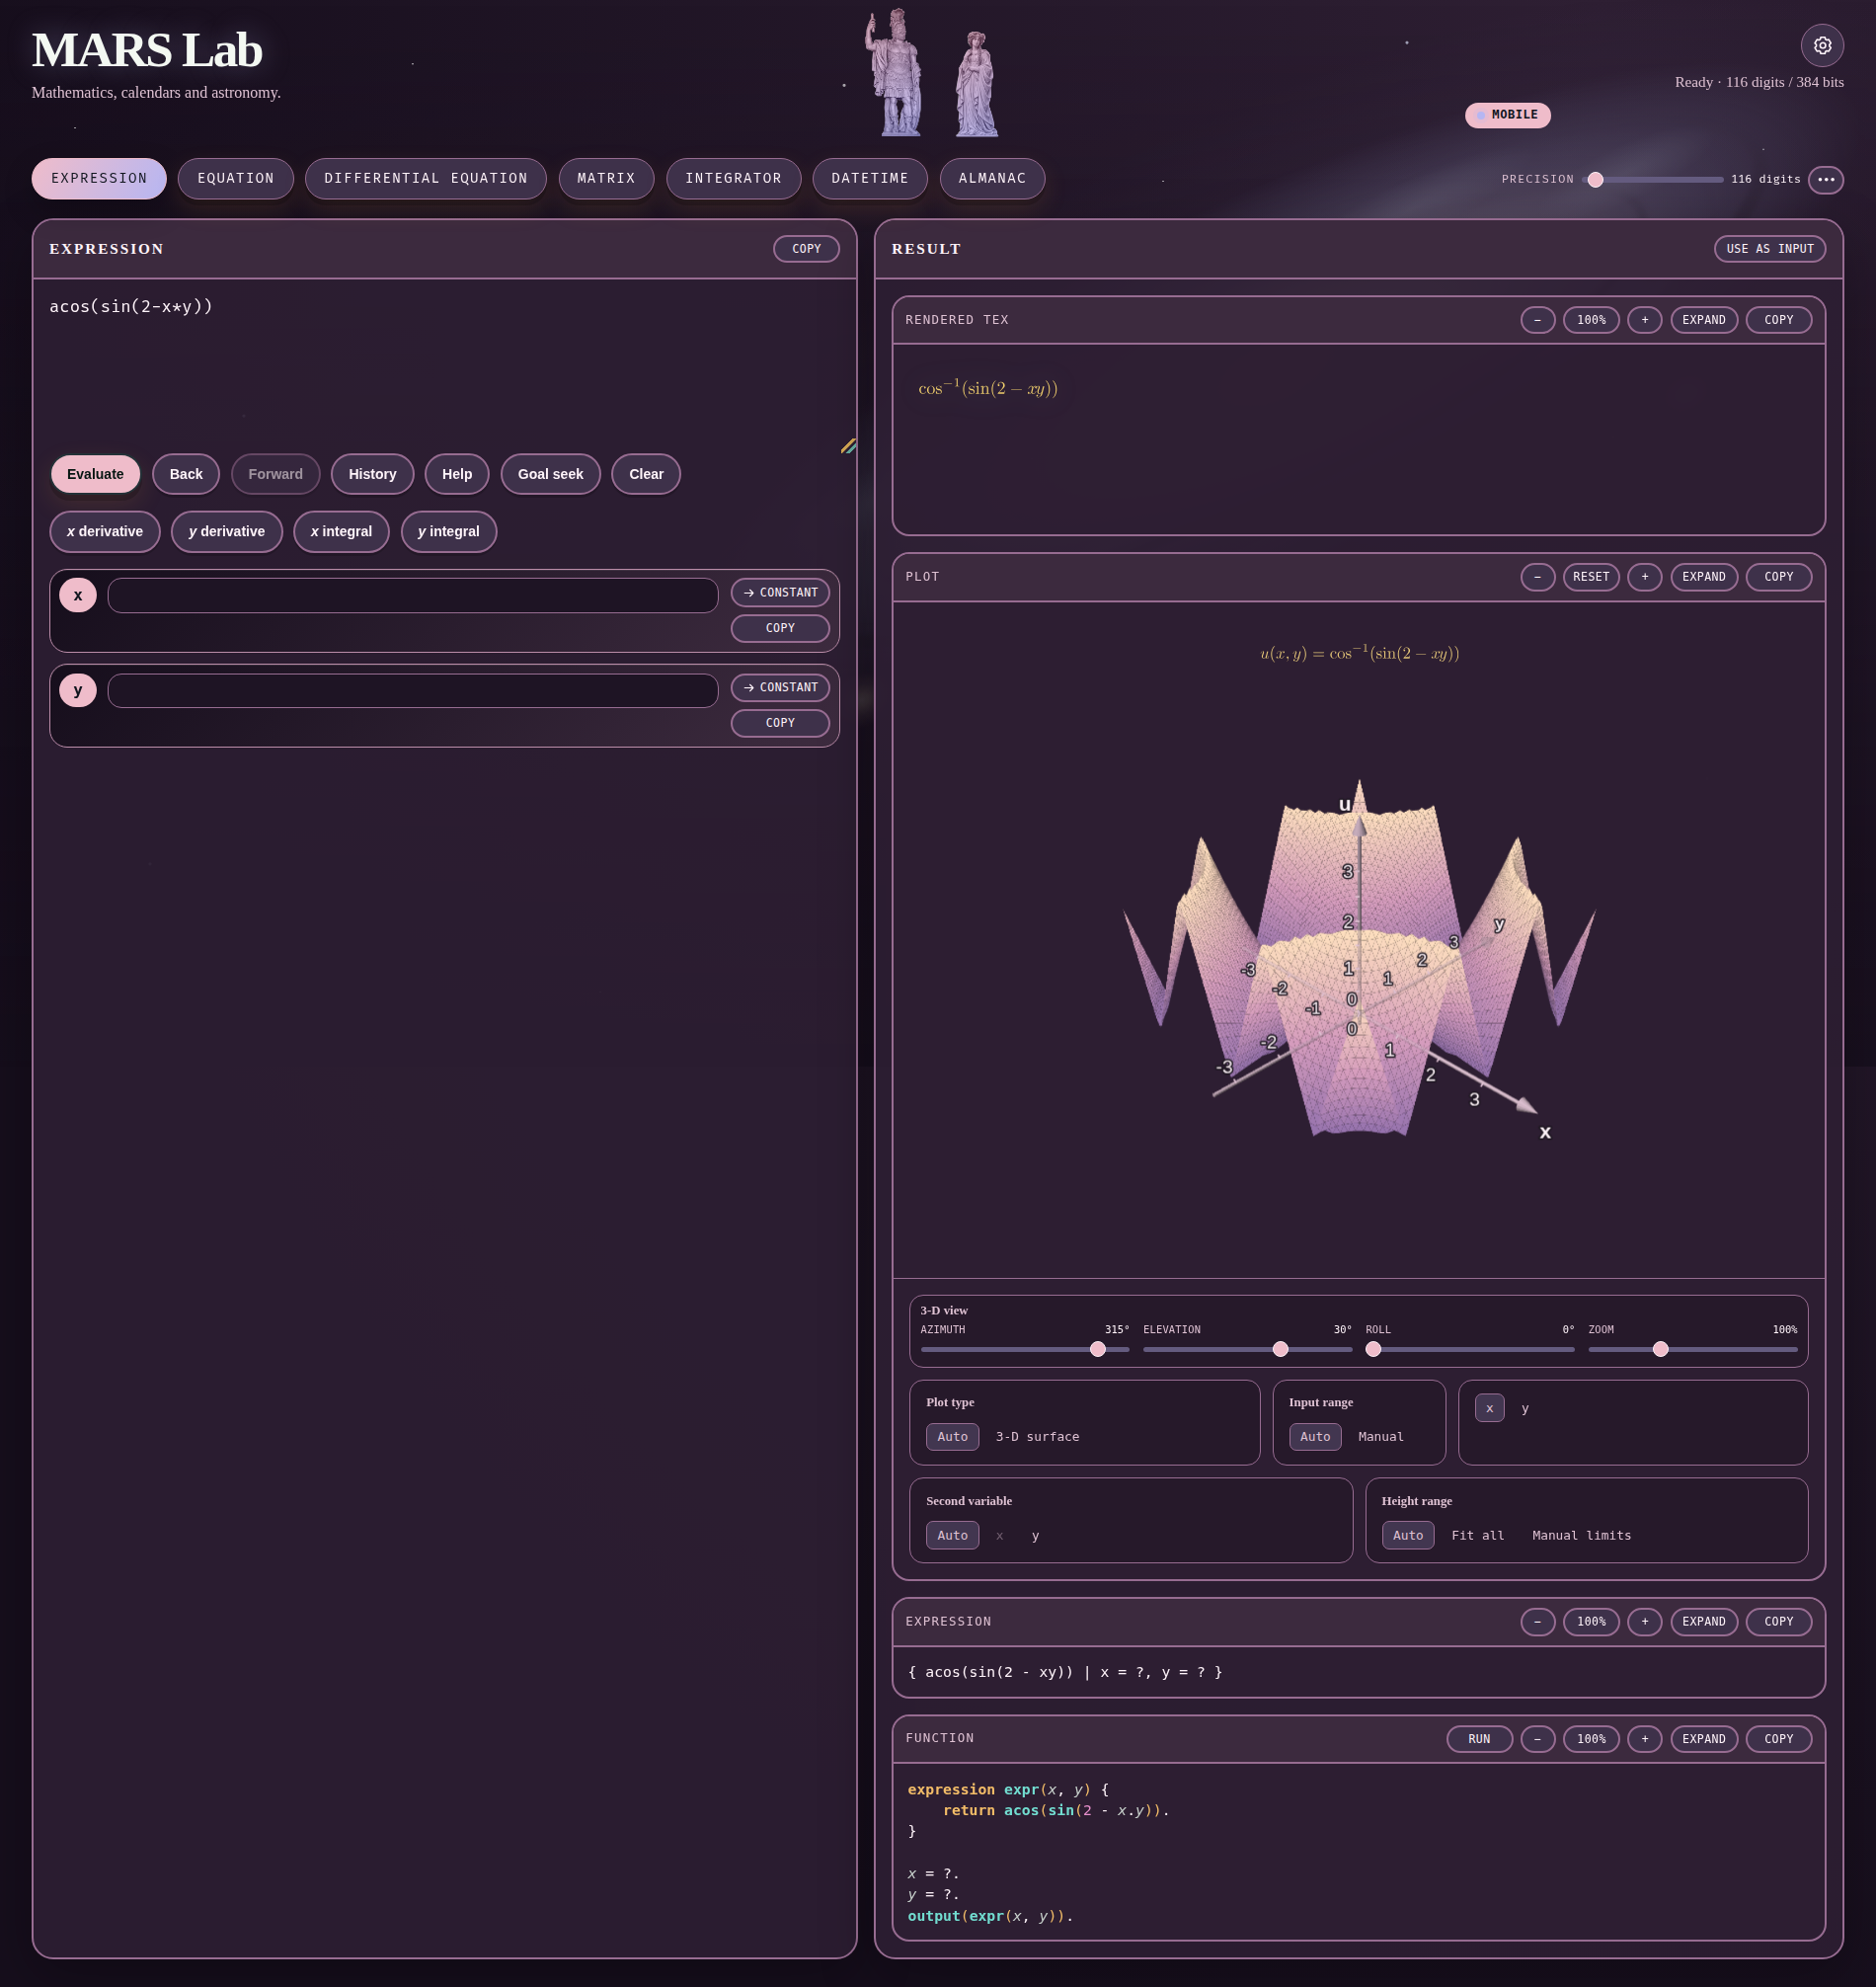 MARS Lab
Mathematics, calendars and astronomy.
Ready · 116 digits / 384 bits
MOBILE
EXPRESSION EQUATION DIFFERENTIAL EQUATION MATRIX INTEGRATOR DATETIME ALMANAC
PRECISION 116 digits
EXPRESSION COPY
acos(sin(2-x*y))
Evaluate Back Forward History Help Goal seek Clear
x derivative y derivative x integral y integral
x → CONSTANT
COPY
y → CONSTANT
COPY
RESULT USE AS INPUT
RENDERED TEX − 100% + EXPAND COPY
cos⁻¹(sin(2 − xy))
PLOT − RESET + EXPAND COPY
u(x, y) = cos⁻¹(sin(2 − xy))
u
3
2
y
3
-3
1
2
1
-2
0
-1
0
-2
1
-3
2
3
x
3-D view
AZIMUTH 315° ELEVATION 30° ROLL 0° ZOOM 100%
Plot type
Auto 3-D surface
Input range
Auto Manual
x y
Second variable
Auto x y
Height range
Auto Fit all Manual limits
EXPRESSION − 100% + EXPAND COPY
{ acos(sin(2 - xy)) | x = ?, y = ? }
FUNCTION RUN − 100% + EXPAND COPY
expression expr(x, y) {
return acos(sin(2 - x.y)).
}
x = ?.
y = ?.
output(expr(x, y)).